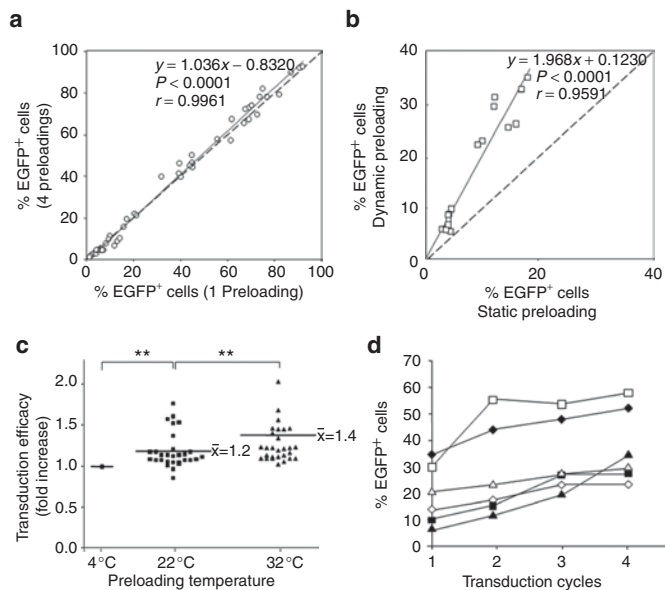 a
100
80
60
40
20
0
y = 1.036x – 0.8320
P < 0.0001
r = 0.9961
% EGFP+ cells
(4 preloadings)
0 20 40 60 80 100
% EGFP+ cells (1 Preloading)
b
40
30
20
10
0
y = 1.968x + 0.1230
P < 0.0001
r = 0.9591
% EGFP+ cells
Dynamic preloading
0 20 40
% EGFP+ cells
Static preloading
c
** **
2.0
1.5
1.0
0.5
0.0
Transduction efficacy
(fold increase)
x̄=1.2
x̄=1.4
4°C 22°C 32°C
Preloading temperature
d
70
60
50
40
30
20
10
0
% EGFP+ cells
1 2 3 4
Transduction cycles